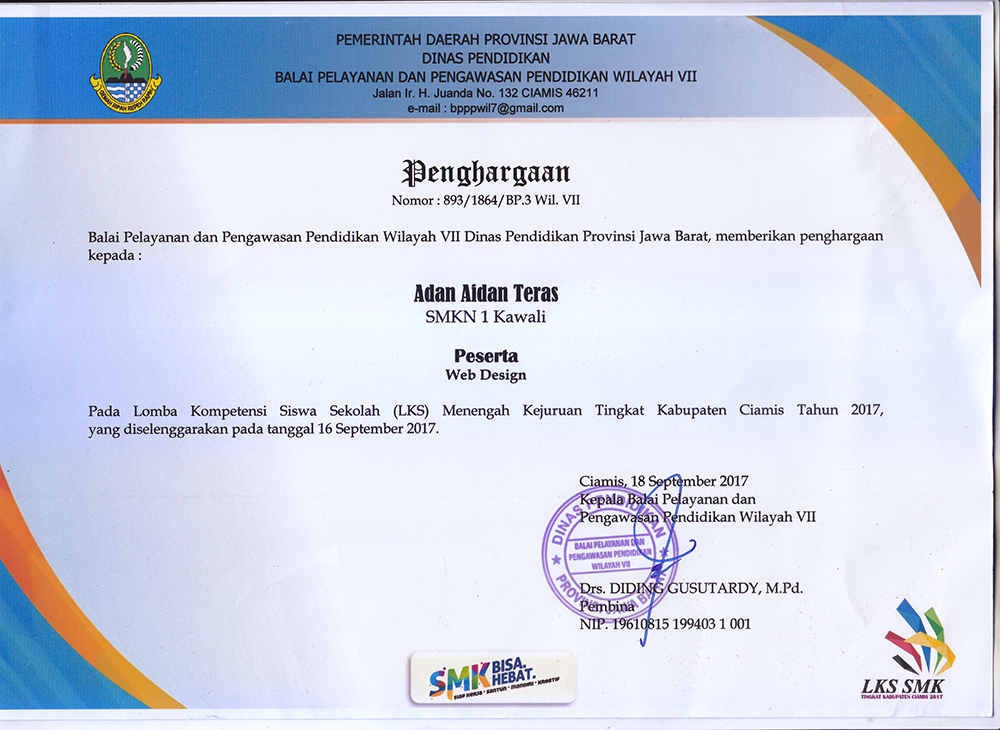 PEMERINTAH DAERAH PROVINSI JAWA BARAT
DINAS PENDIDIKAN
BALAI PELAYANAN DAN PENGAWASAN PENDIDIKAN WILAYAH VII
Jalan Ir. H. Juanda No. 132 CIAMIS 46211
e-mail : bpppwil7@gmail.com
GEMAH RIPAH REPEH RAPIH
Penghargaan
Nomor : 893/1864/BP.3 Wil. VII
Balai Pelayanan dan Pengawasan Pendidikan Wilayah VII Dinas Pendidikan Provinsi Jawa Barat, memberikan penghargaan
kepada :
Adan Aidan Teras
SMKN 1 Kawali
Peserta
Web Design
Pada Lomba Kompetensi Siswa Sekolah (LKS) Menengah Kejuruan Tingkat Kabupaten Ciamis Tahun 2017,
yang diselenggarakan pada tanggal 16 September 2017.
Ciamis, 18 September 2017
Kepala Balai Pelayanan dan
Pengawasan Pendidikan Wilayah VII
DINAS PENDIDIKAN
BALAI PELAYANAN DAN
PENGAWASAN PENDIDIKAN
WILAYAH VII
PROVINSI JAWA BARAT
Drs. DIDING GUSUTARDY, M.Pd.
Pembina
NIP. 19610815 199403 1 001
SMK BISA.
HEBAT.
SIAP KERJA • SANTUN • MANDIRI • KREATIF
LKS SMK
TINGKAT KABUPATEN CIAMIS 2017